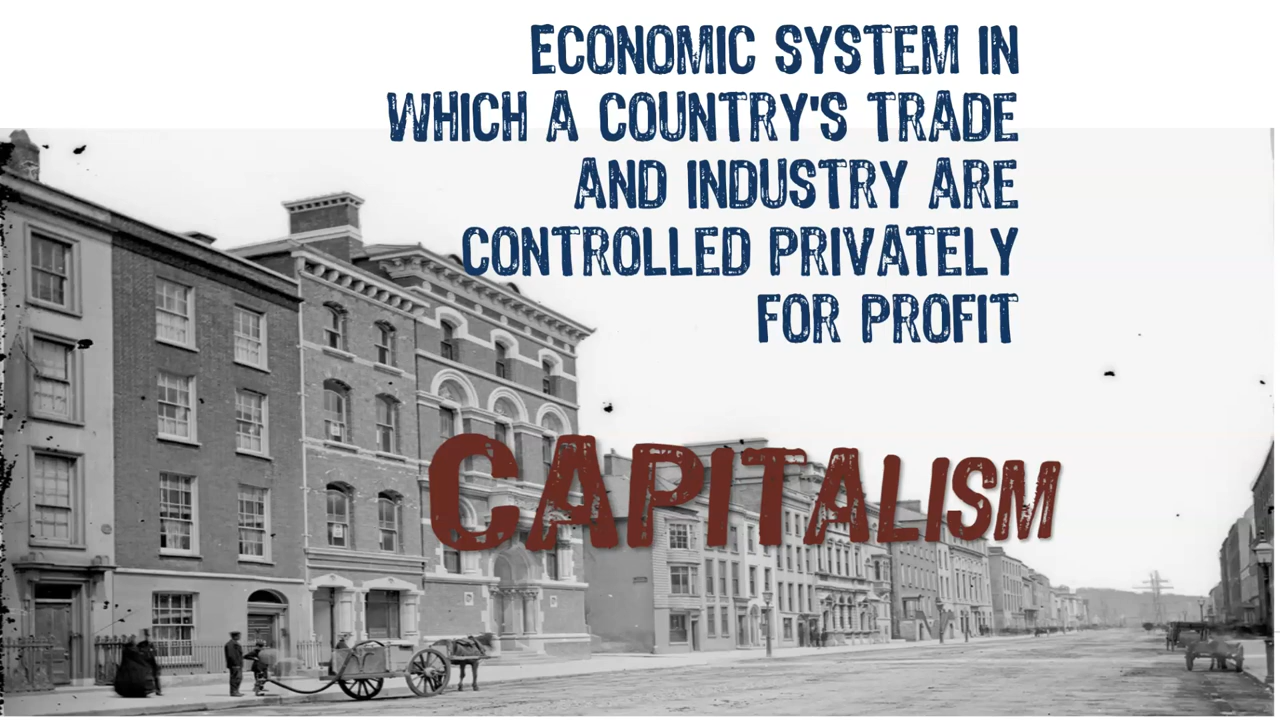 ECONOMIC SYSTEM IN
WHICH A COUNTRY'S TRADE
AND INDUSTRY ARE
CONTROLLED PRIVATELY
FOR PROFIT
CAPITALISM